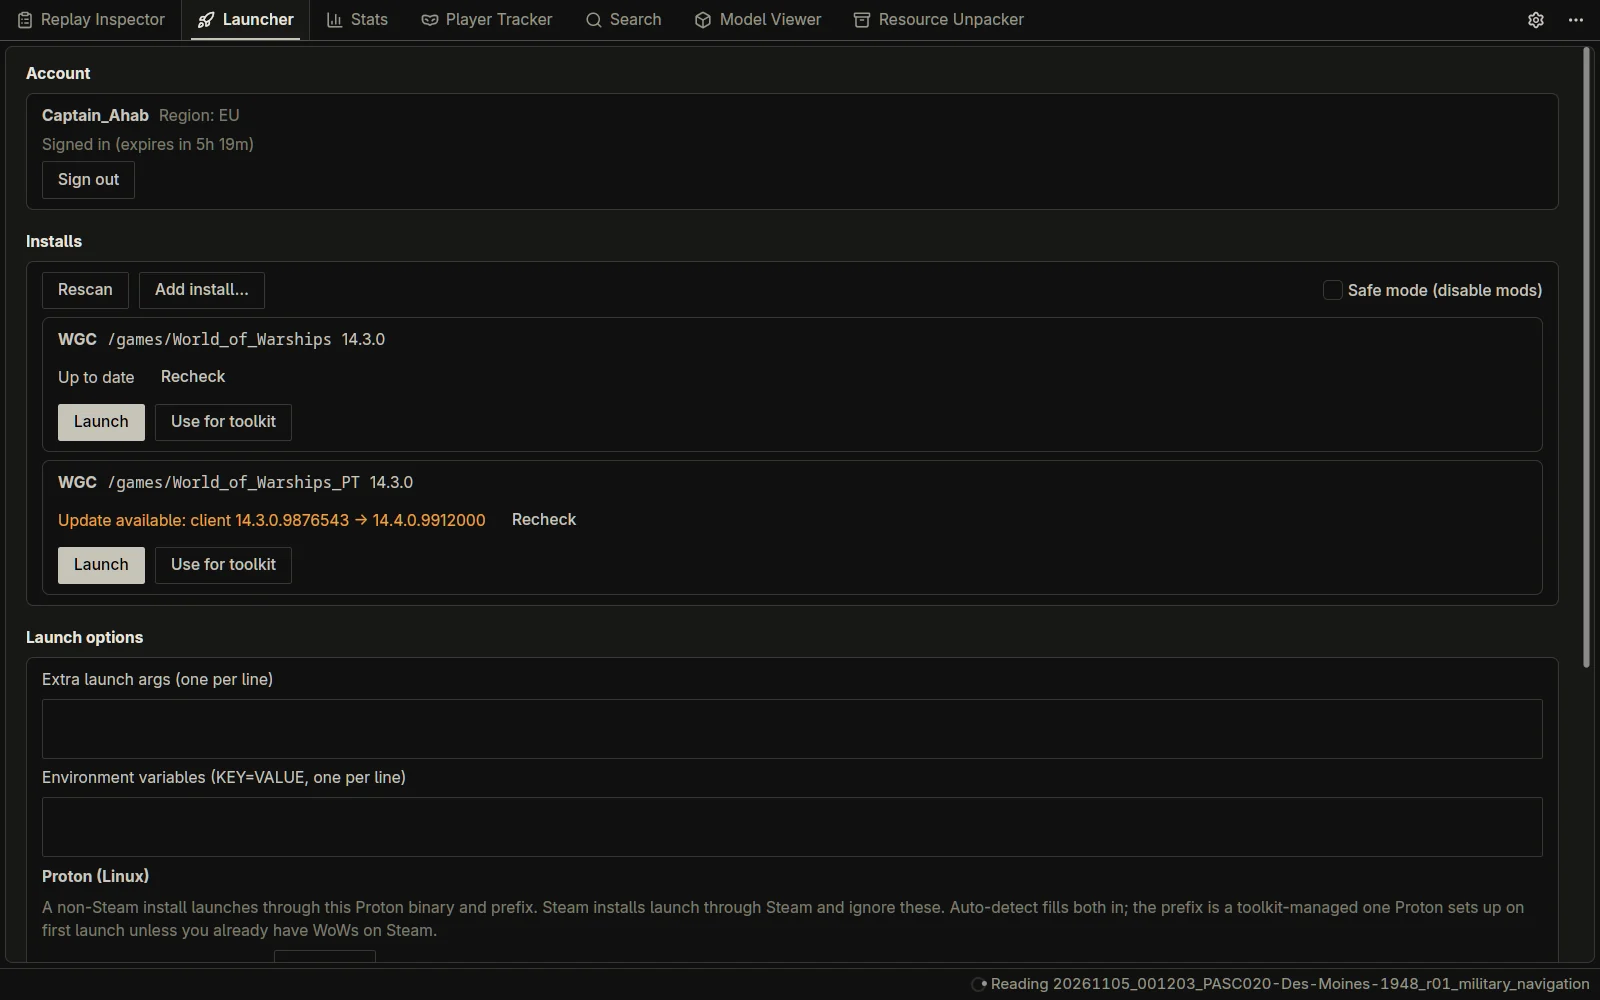 Replay Inspector
Launcher
Stats
Player Tracker
Search
Model Viewer
Resource Unpacker
Account
Captain_Ahab Region: EU
Signed in (expires in 5h 19m)
Sign out
Installs
Rescan
Add install...
Safe mode (disable mods)
WGC /games/World_of_Warships 14.3.0
Up to date Recheck
Launch
Use for toolkit
WGC /games/World_of_Warships_PT 14.3.0
Update available: client 14.3.0.9876543 → 14.4.0.9912000 Recheck
Launch
Use for toolkit
Launch options
Extra launch args (one per line)
Environment variables (KEY=VALUE, one per line)
Proton (Linux)
A non-Steam install launches through this Proton binary and prefix. Steam installs launch through Steam and ignore these. Auto-detect fills both in; the prefix is a toolkit-managed one Proton sets up on
first launch unless you already have WoWs on Steam.
Reading 20261105_001203_PASC020-Des-Moines-1948_r01_military_navigation